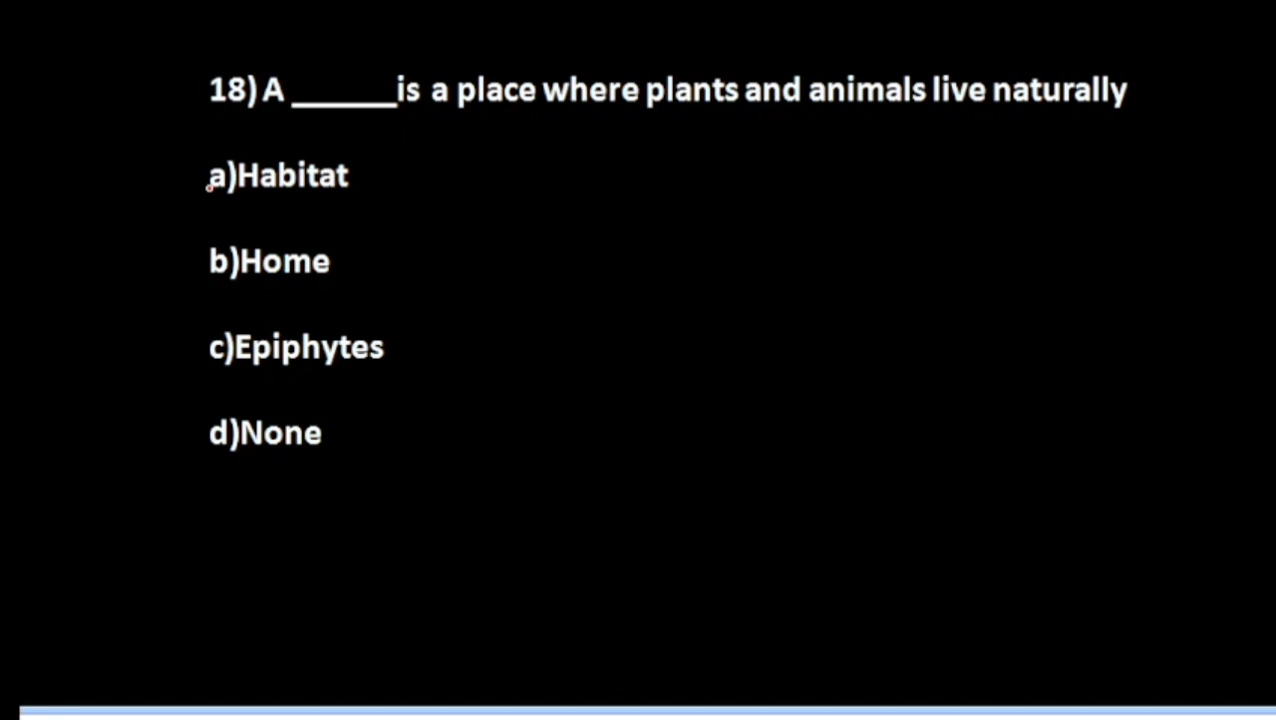 18) A ______is a place where plants and animals live naturally
a)Habitat
b)Home
c)Epiphytes
d)None